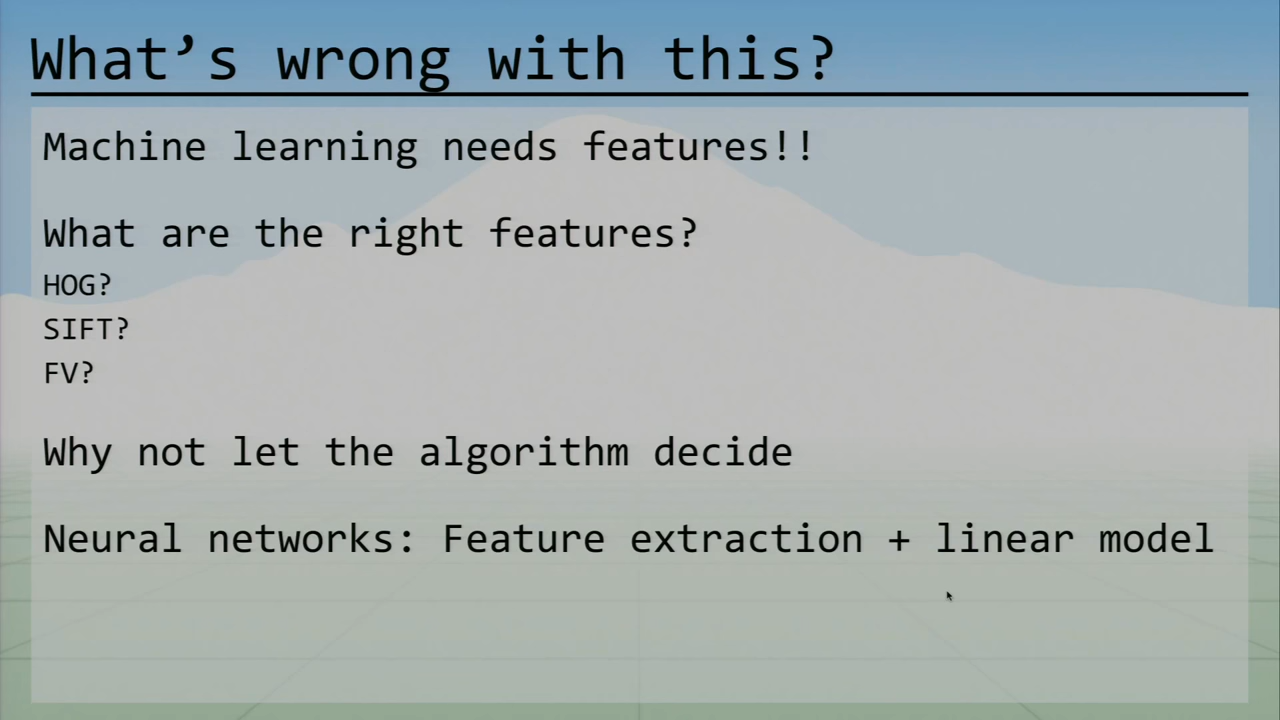 What’s wrong with this?
Machine learning needs features!!
What are the right features?
HOG?
SIFT?
FV?
Why not let the algorithm decide
Neural networks: Feature extraction + linear model